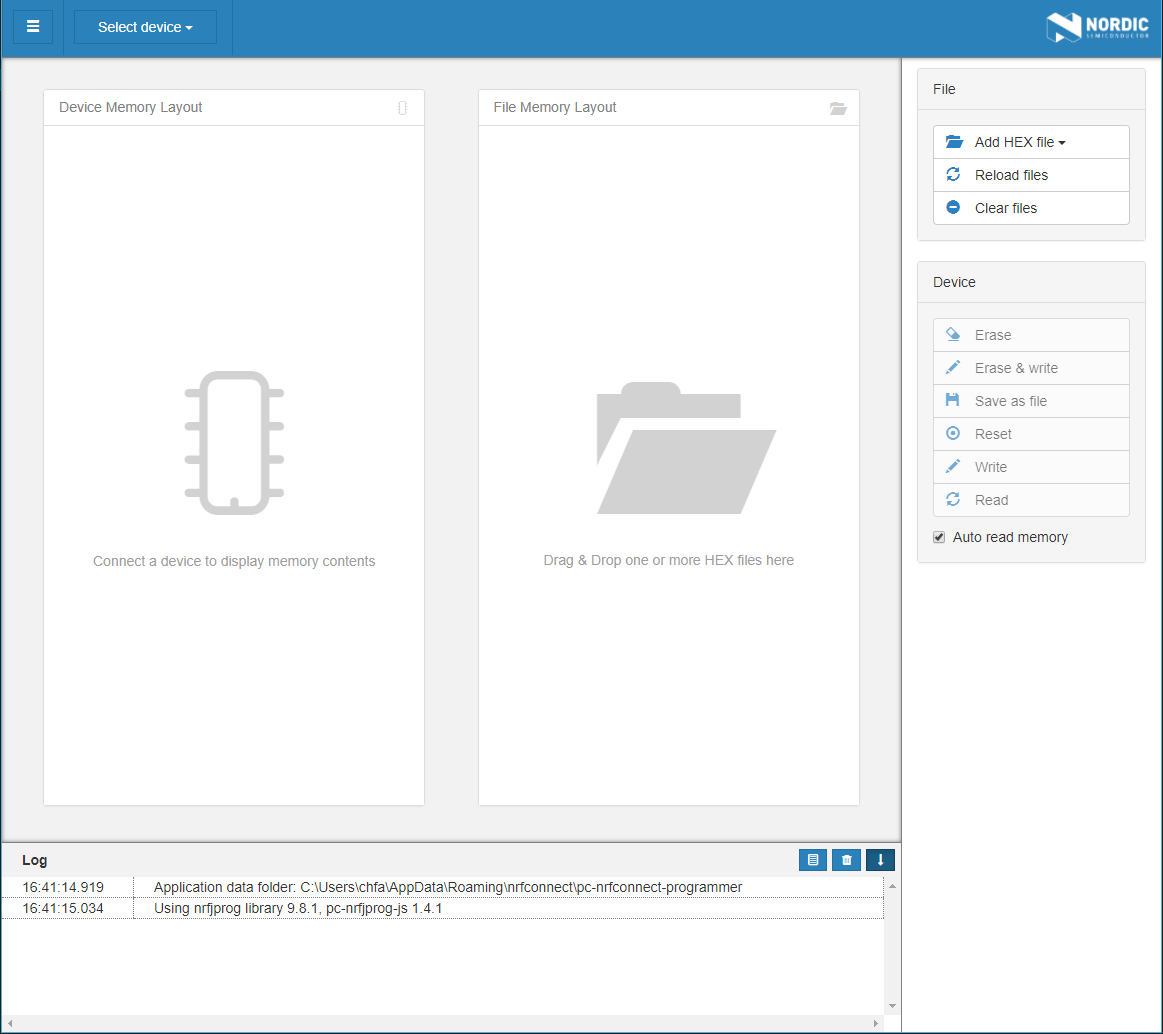 Select device
NORDIC
SEMICONDUCTOR
Device Memory Layout
File Memory Layout
Connect a device to display memory contents
Drag & Drop one or more HEX files here
File
Add HEX file
Reload files
Clear files
Device
Erase
Erase & write
Save as file
Reset
Write
Read
Auto read memory
Log
16:41:14.919 Application data folder: C:\Users\chfa\AppData\Roaming\nrfconnect\pc-nrfconnect-programmer
16:41:15.034 Using nrfjprog library 9.8.1, pc-nrfjprog-js 1.4.1